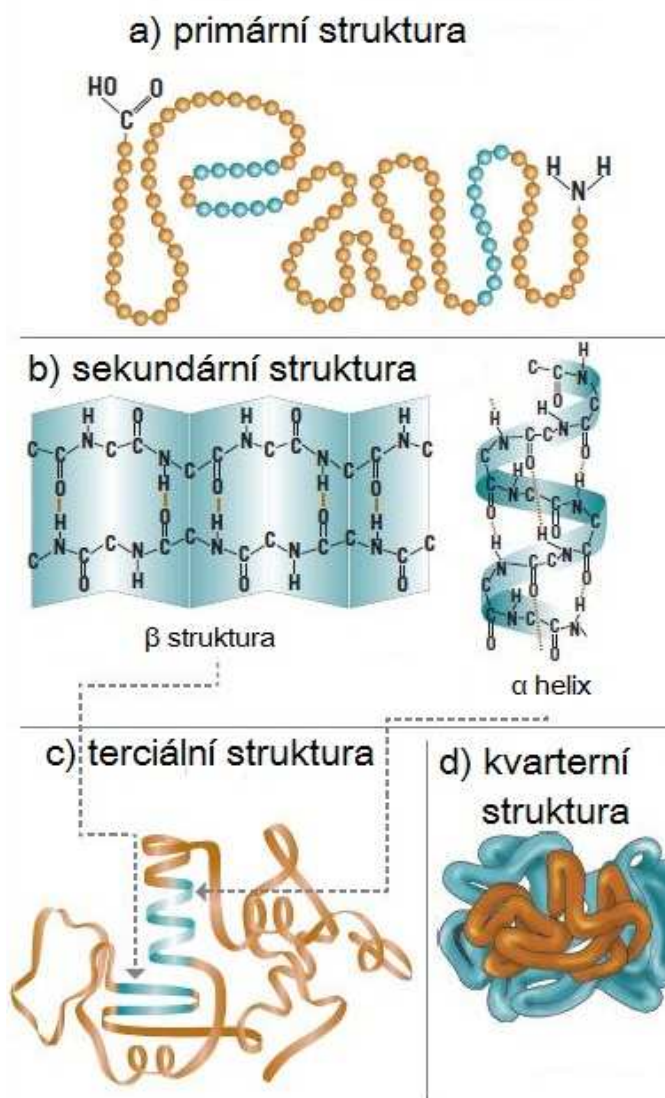 a) primární struktura
HO
O
C
H
H
N
b) sekundární struktura
β struktura
α helix
c) terciální struktura
d) kvarterní
struktura